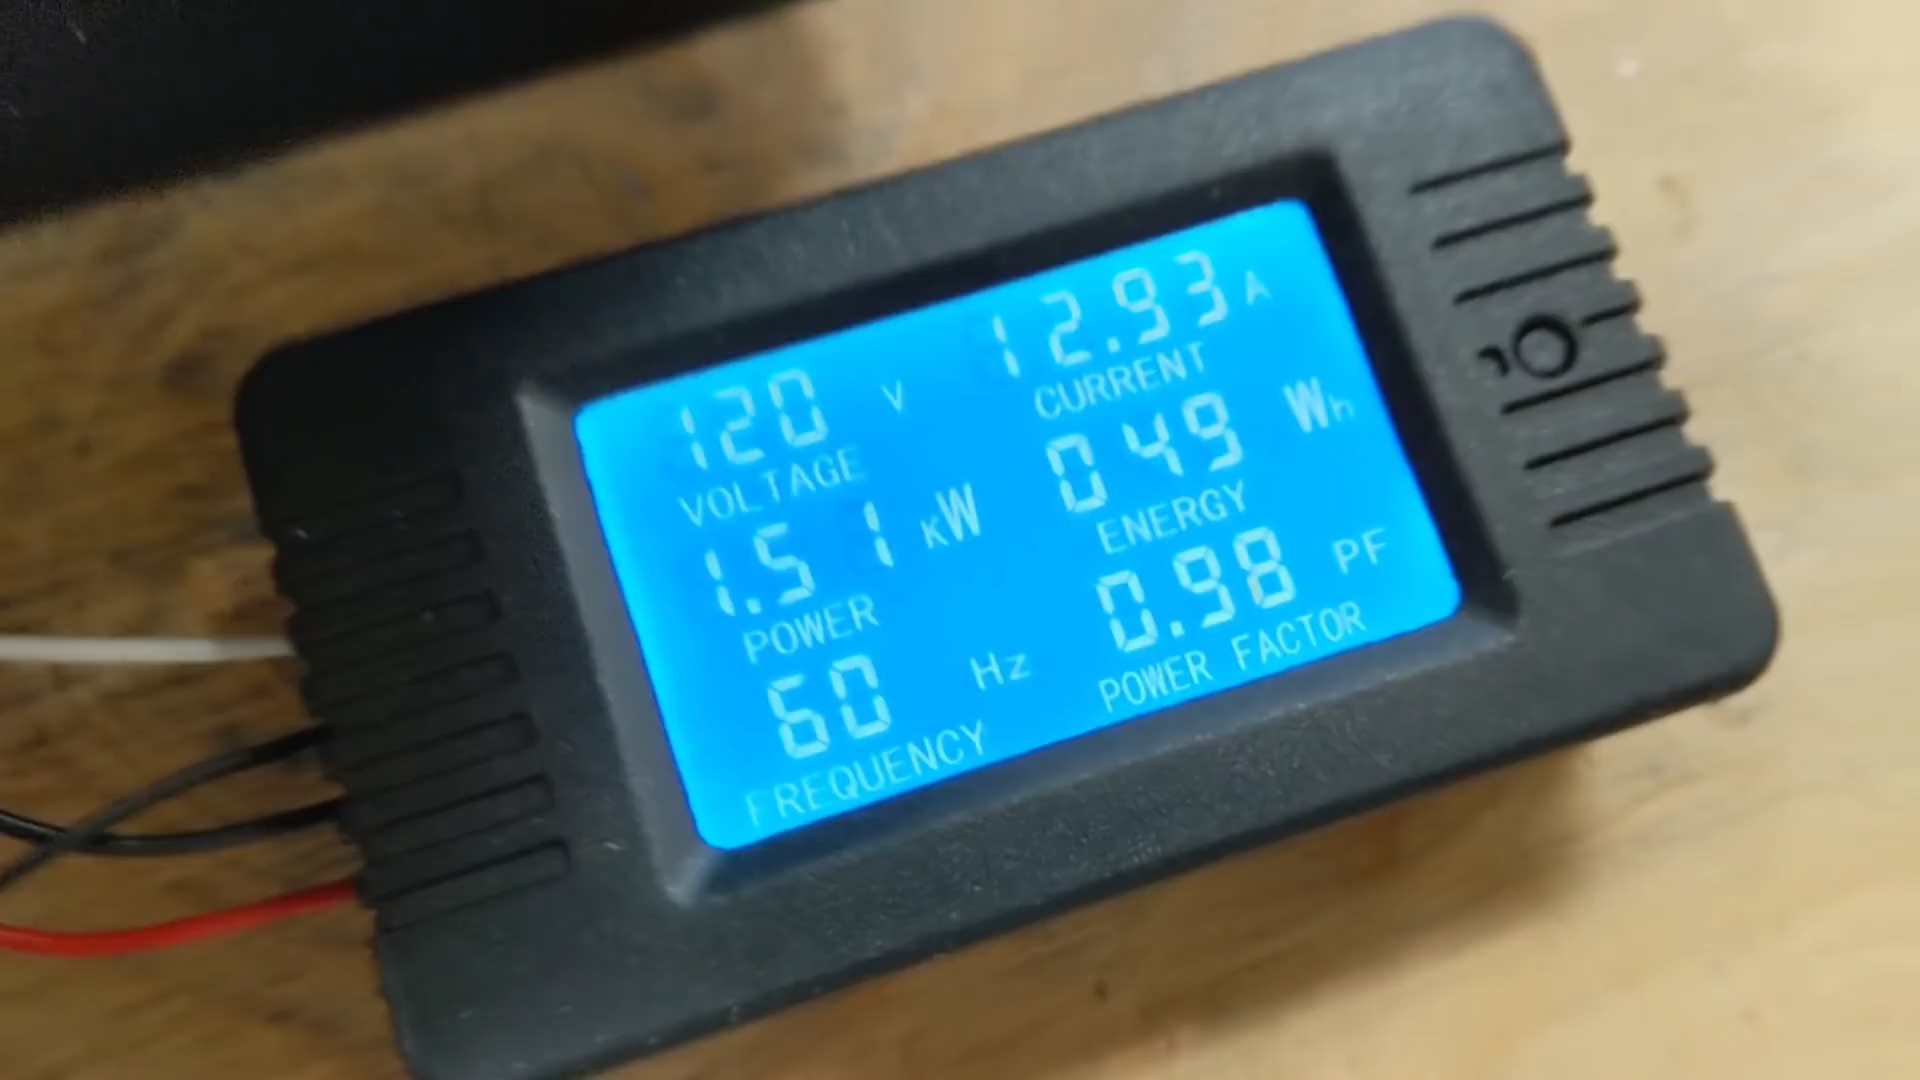 120 V
VOLTAGE
12.93 A
CURRENT
1.51 KW
POWER
049 Wh
ENERGY
60 Hz
FREQUENCY
0.98 PF
POWER FACTOR